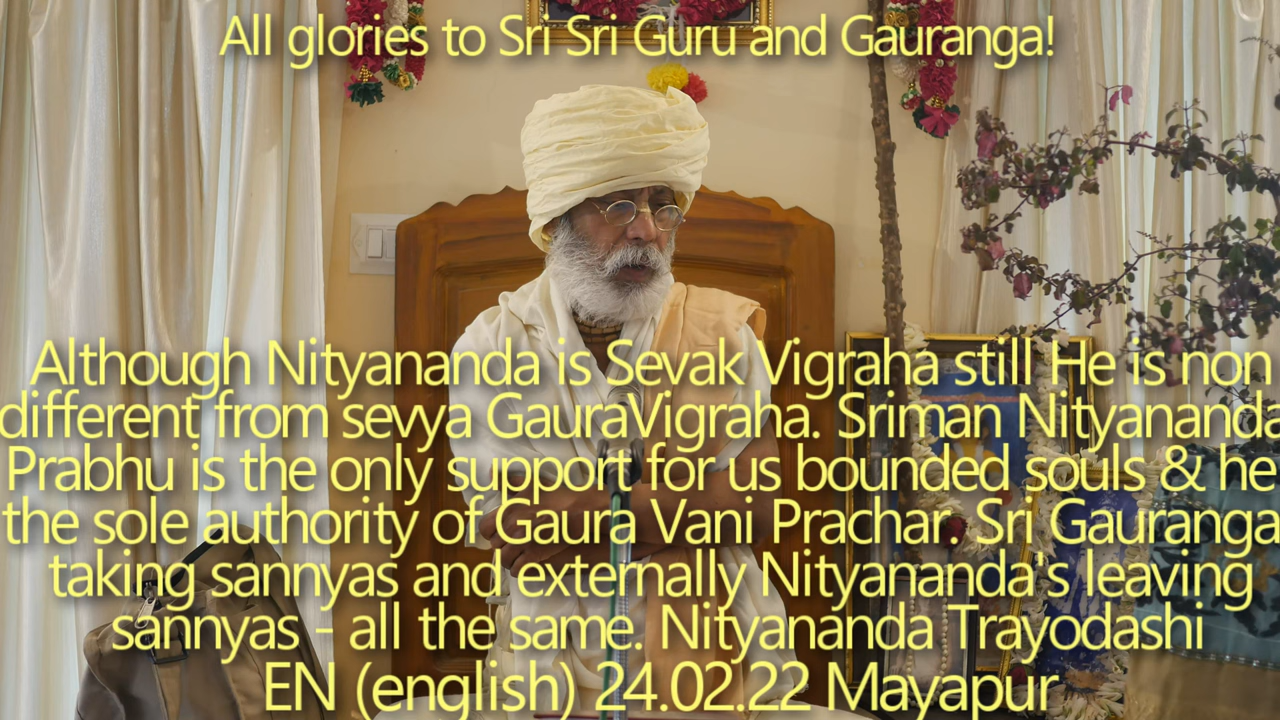 All glories to Sri Sri Guru and Gauranga!
Although Nityananda is Sevak Vigraha still He is non
different from sevya GauraVigraha. Sriman Nityananda
Prabhu is the only support for us bounded souls & he
the sole authority of Gaura Vani Prachar. Sri Gauranga
taking sannyas and externally Nityananda's leaving
sannyas - all the same. Nityananda Trayodashi
EN (english) 24.02.22 Mayapur